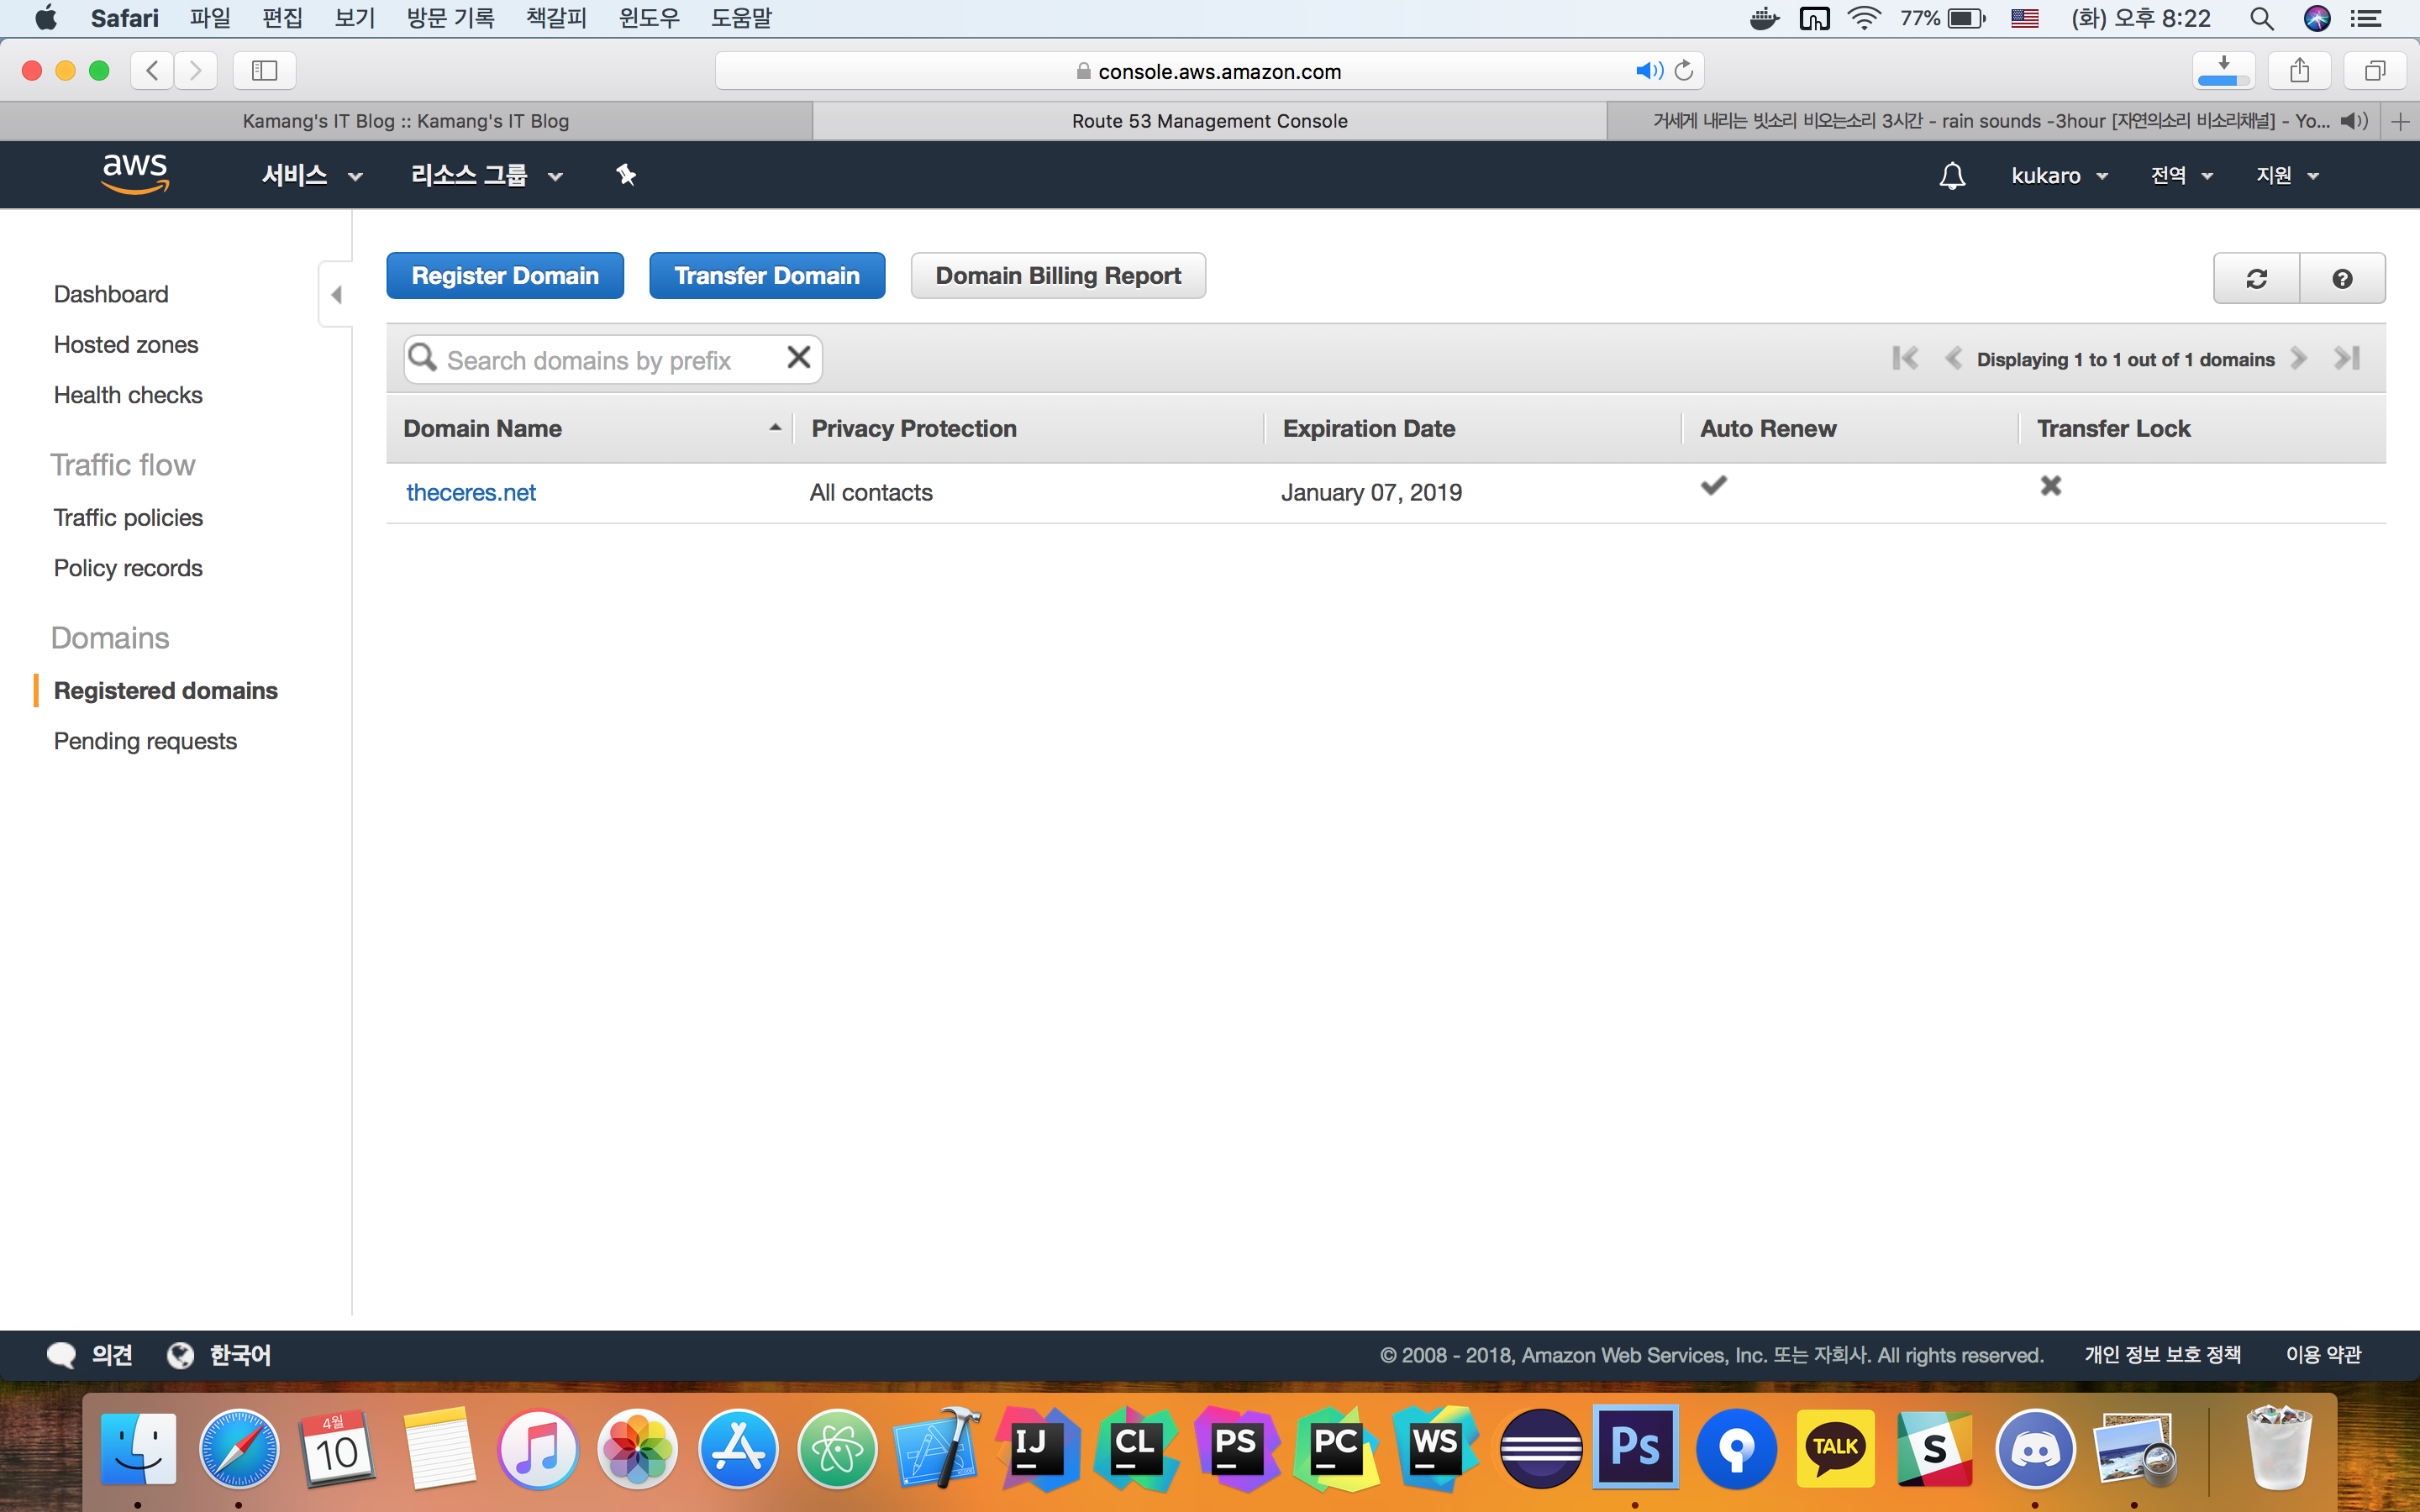 Safari 파일 편집 보기 방문 기록 책갈피 윈도우 도움말 77% (화) 오후 8:22
console.aws.amazon.com
Kamang's IT Blog :: Kamang's IT Blog
Route 53 Management Console
거세게 내리는 빗소리 비오는소리 3시간 - rain sounds -3hour [자연의소리 비소리채널] - Yo...
aws 서비스 리소스 그룹 kukaro 전역 지원
Dashboard
Hosted zones
Health checks
Traffic flow
Traffic policies
Policy records
Domains
Registered domains
Pending requests
Register Domain Transfer Domain Domain Billing Report
Search domains by prefix
Displaying 1 to 1 out of 1 domains
Domain Name Privacy Protection Expiration Date Auto Renew Transfer Lock
theceres.net All contacts January 07, 2019
의견 한국어 © 2008 - 2018, Amazon Web Services, Inc. 또는 자회사. All rights reserved. 개인 정보 보호 정책 이용 약관
4월
10
IJ
CL
PS
PC
WS
Ps
TALK
S